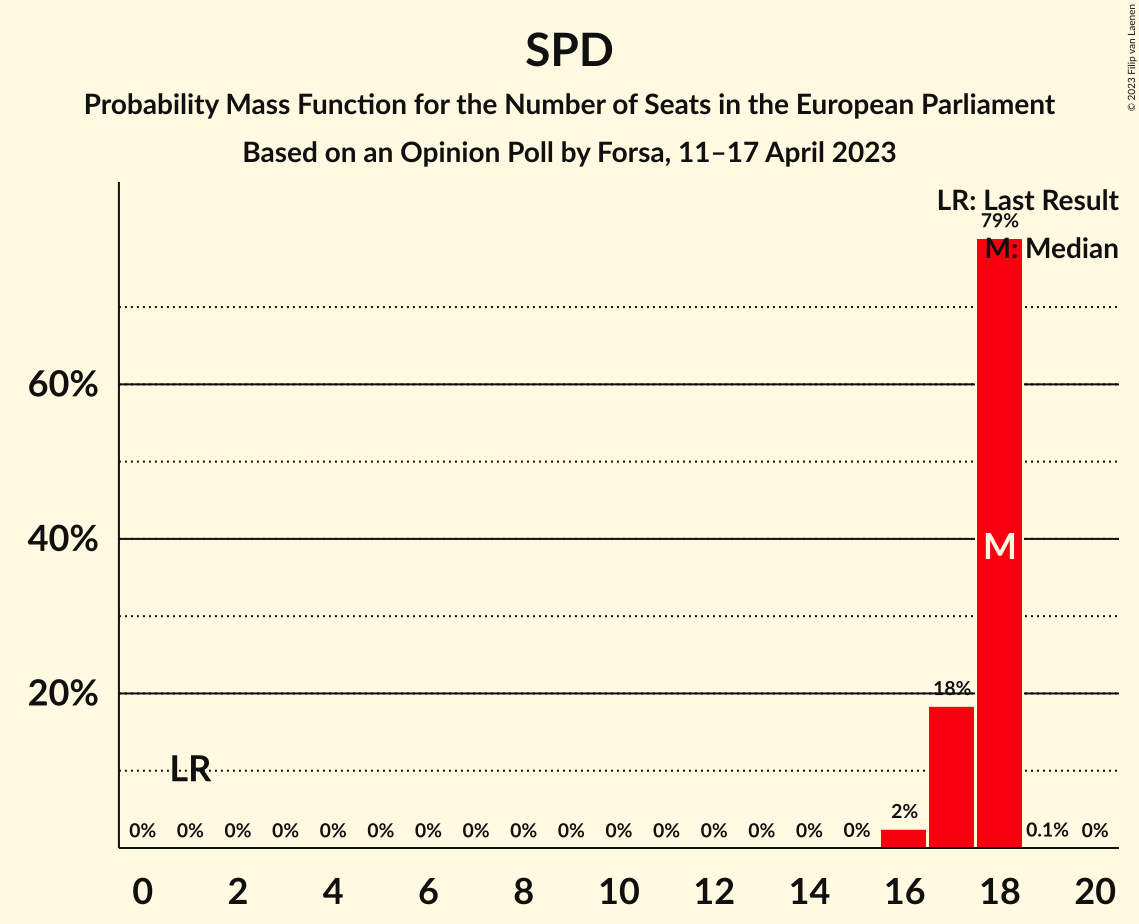 SPD
Probability Mass Function for the Number of Seats in the European Parliament
Based on an Opinion Poll by Forsa, 11–17 April 2023
© 2023 Filip van Laenen
LR: Last Result
79%
M: Median
60%
40%
M
20%
18%
LR
2%
0% 0% 0% 0% 0% 0% 0% 0% 0% 0% 0% 0% 0% 0% 0% 0% 0.1% 0%
0 2 4 6 8 10 12 14 16 18 20